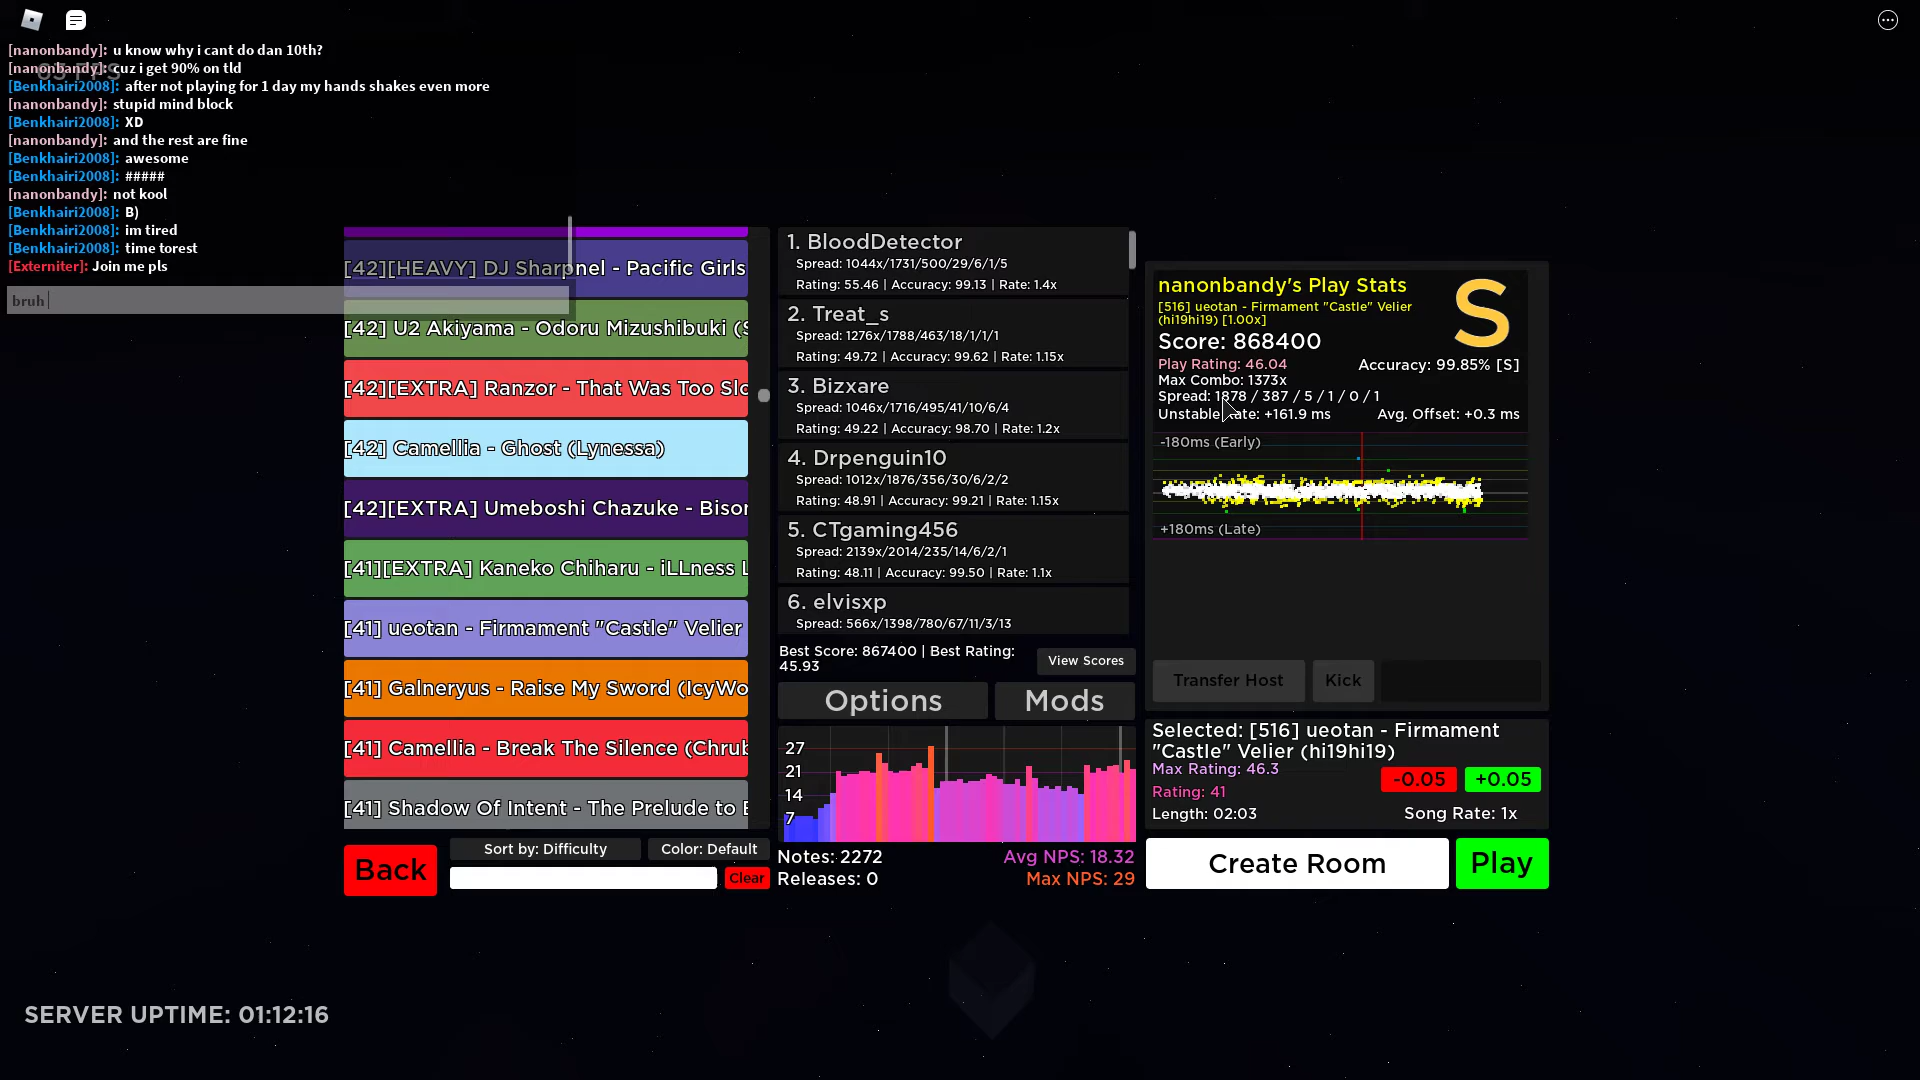 [nanonbandy]: u know why i cant do dan 10th?
[nanonbandy]: cuz i get 90% on tld
[Benkhairi2008]: after not playing for 1 day my hands shakes even more
[nanonbandy]: stupid mind block
[Benkhairi2008]: XD
[nanonbandy]: and the rest are fine
[Benkhairi2008]: awesome
[Benkhairi2008]: #####
[nanonbandy]: not kool
[Benkhairi2008]: B)
[Benkhairi2008]: im tired
[Benkhairi2008]: time torest
[Externiter]: Join me pls
bruh
[42][HEAVY] DJ Sharpnel - Pacific Girls
[42] U2 Akiyama - Odoru Mizushibuki (S
[42][EXTRA] Ranzor - That Was Too Slo
[42] Camellia - Ghost (Lynessa)
[42][EXTRA] Umeboshi Chazuke - Bisor
[41][EXTRA] Kaneko Chiharu - iLLness L
[41] ueotan - Firmament "Castle" Velier
[41] Galneryus - Raise My Sword (IcyWo
[41] Camellia - Break The Silence (Chrub
[41] Shadow Of Intent - The Prelude to E
Back
Sort by: Difficulty
Color: Default
Clear
1. BloodDetector
Spread: 1044x/1731/500/29/6/1/5
Rating: 55.46 | Accuracy: 99.13 | Rate: 1.4x
2. Treat_s
Spread: 1276x/1788/463/18/1/1/1
Rating: 49.72 | Accuracy: 99.62 | Rate: 1.15x
3. Bizxare
Spread: 1046x/1716/495/41/10/6/4
Rating: 49.22 | Accuracy: 98.70 | Rate: 1.2x
4. Drpenguin10
Spread: 1012x/1876/356/30/6/2/2
Rating: 48.91 | Accuracy: 99.21 | Rate: 1.15x
5. CTgaming456
Spread: 2139x/2014/235/14/6/2/1
Rating: 48.11 | Accuracy: 99.50 | Rate: 1.1x
6. elvisxp
Spread: 566x/1398/780/67/11/3/13
Best Score: 867400 | Best Rating:
45.93
View Scores
Options
Mods
27
21
14
7
Notes: 2272
Avg NPS: 18.32
Releases: 0
Max NPS: 29
nanonbandy's Play Stats
[516] ueotan - Firmament "Castle" Velier
(hi19hi19) [1.00x]
S
Score: 868400
Play Rating: 46.04
Accuracy: 99.85% [S]
Max Combo: 1373x
Spread: 1878 / 387 / 5 / 1 / 0 / 1
Unstable Rate: +161.9 ms
Avg. Offset: +0.3 ms
-180ms (Early)
+180ms (Late)
Transfer Host
Kick
Selected: [516] ueotan - Firmament
"Castle" Velier (hi19hi19)
Max Rating: 46.3
-0.05
+0.05
Rating: 41
Length: 02:03
Song Rate: 1x
Create Room
Play
SERVER UPTIME: 01:12:16